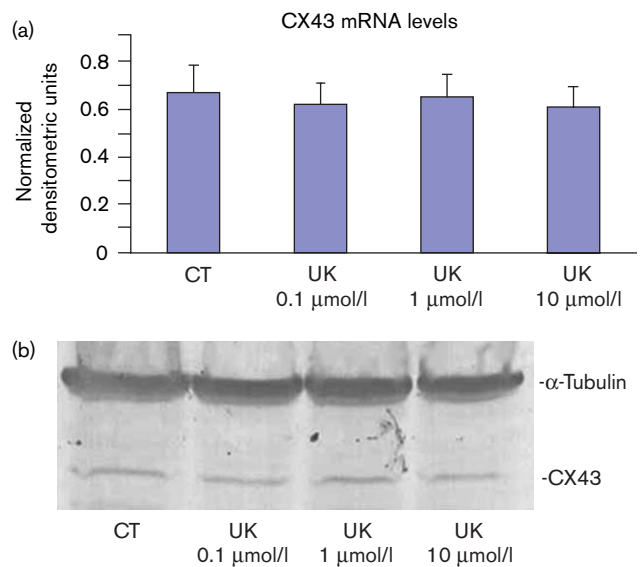 (a)
CX43 mRNA levels
Normalized
densitometric units
0.8
0.6
0.4
0.2
0
CT
UK
0.1 μmol/l
UK
1 μmol/l
UK
10 μmol/l
(b)
-α-Tubulin
-CX43
CT
UK
0.1 μmol/l
UK
1 μmol/l
UK
10 μmol/l